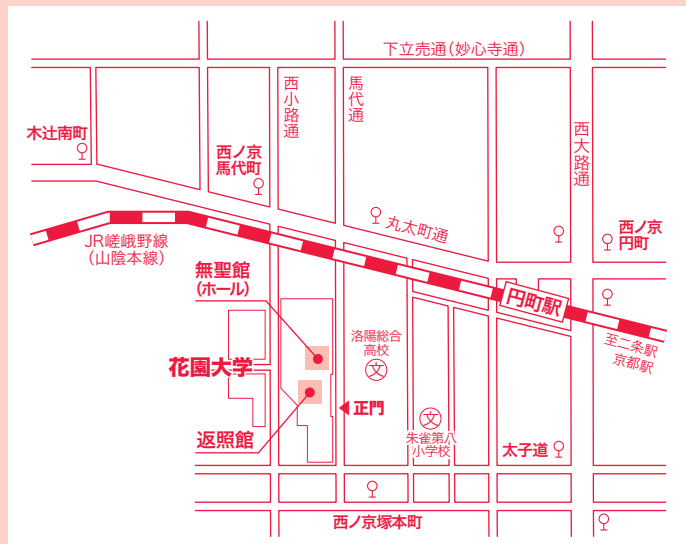 下立売通(妙心寺通)
西小路通
馬代通
西大路通
木辻南町
西ノ京
馬代町
丸太町通
西ノ京
円町
JR嵯峨野線
(山陰本線)
無聖館
(ホール)
円町駅
洛陽総合
高校
文
至二条駅
京都駅
花園大学
正門
文
返照館
朱雀第八
小学校
太子道
西ノ京塚本町